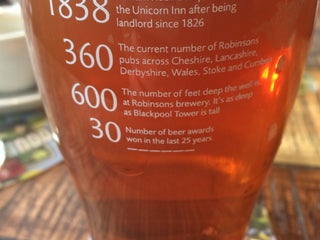 1838
the Unicorn Inn after being
landlord since 1826
360
The current number of Robinsons
pubs across Cheshire, Lancashire,
Derbyshire, Wales, Stoke and Cumbria
600
The number of feet deep the well is
at Robinsons brewery. It's as deep
as Blackpool Tower is tall
30
Number of beer awards
won in the last 25 years